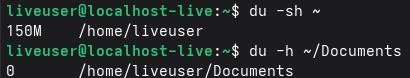 liveuser@localhost-live:~$ du -sh ~
150M    /home/liveuser
liveuser@localhost-live:~$ du -h ~/Documents
0       /home/liveuser/Documents